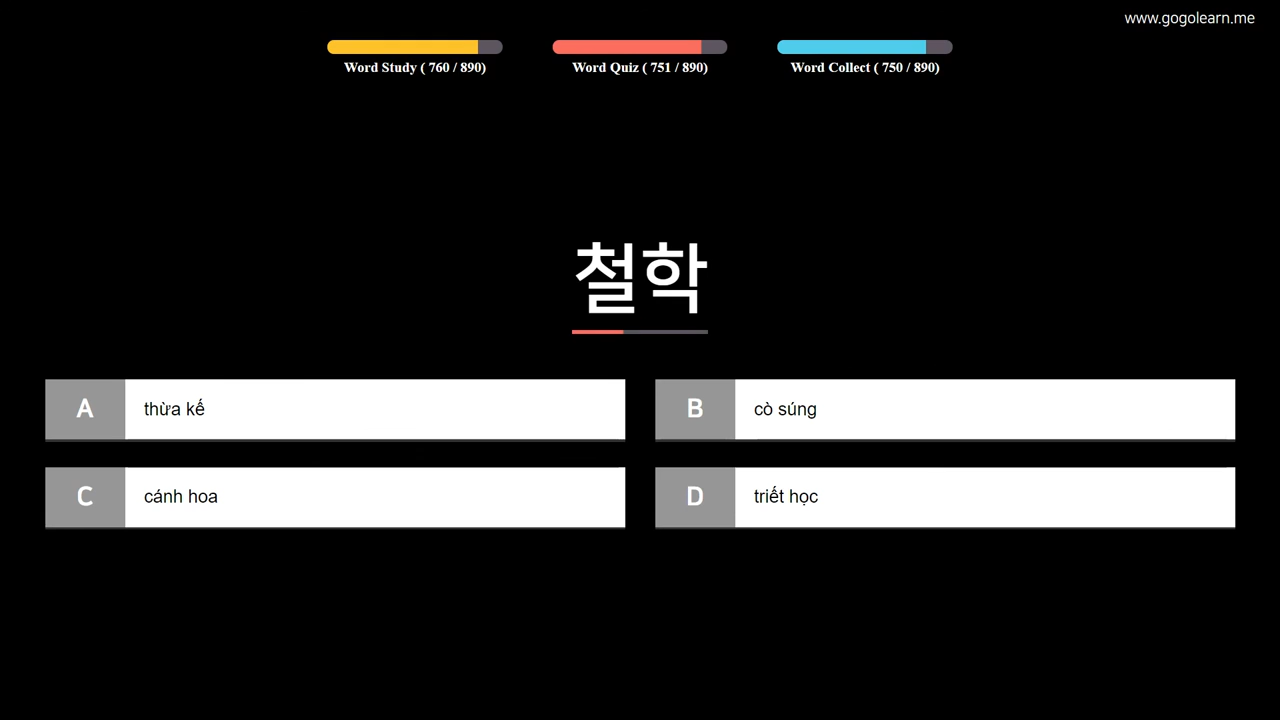 www.gogolearn.me
Word Study ( 760 / 890)
Word Quiz ( 751 / 890)
Word Collect ( 750 / 890)
철학
A thừa kế
B cò súng
C cánh hoa
D triết học